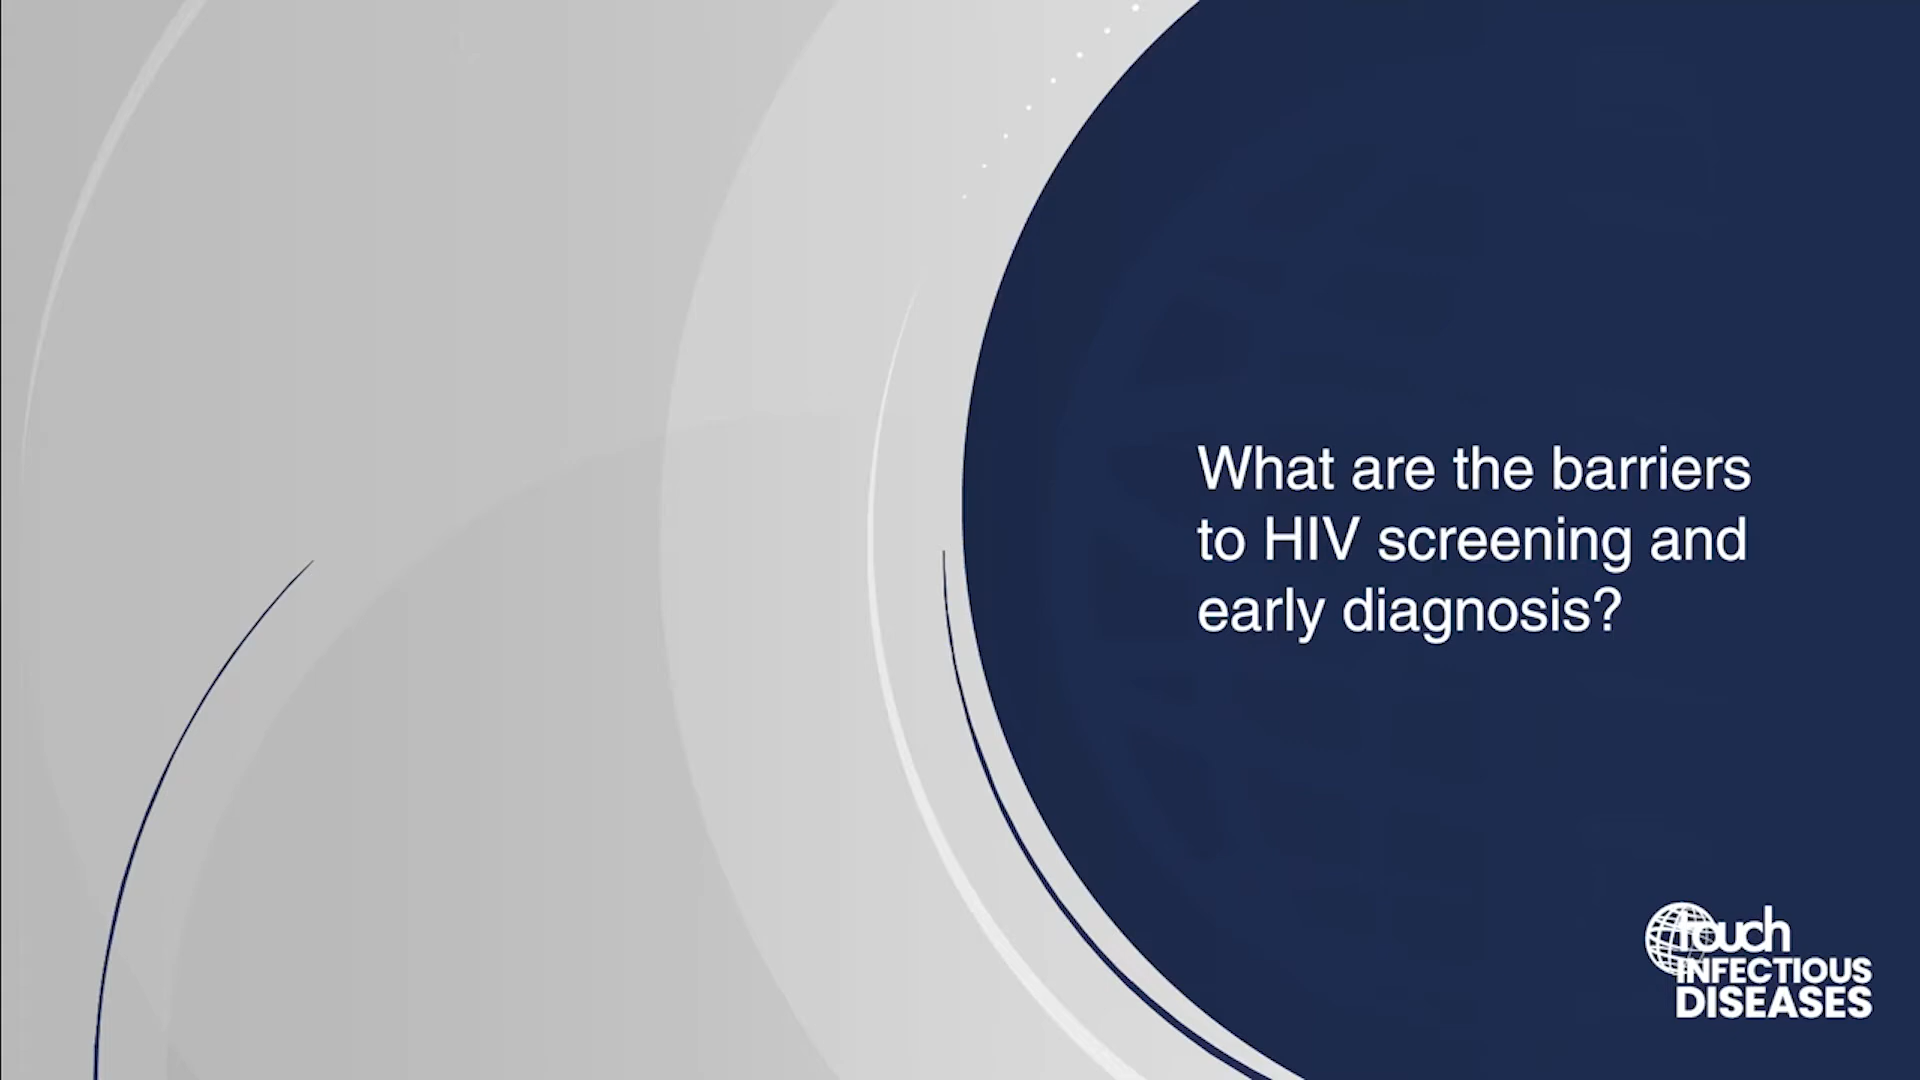 What are the barriers
to HIV screening and
early diagnosis?
touch
INFECTIOUS
DISEASES